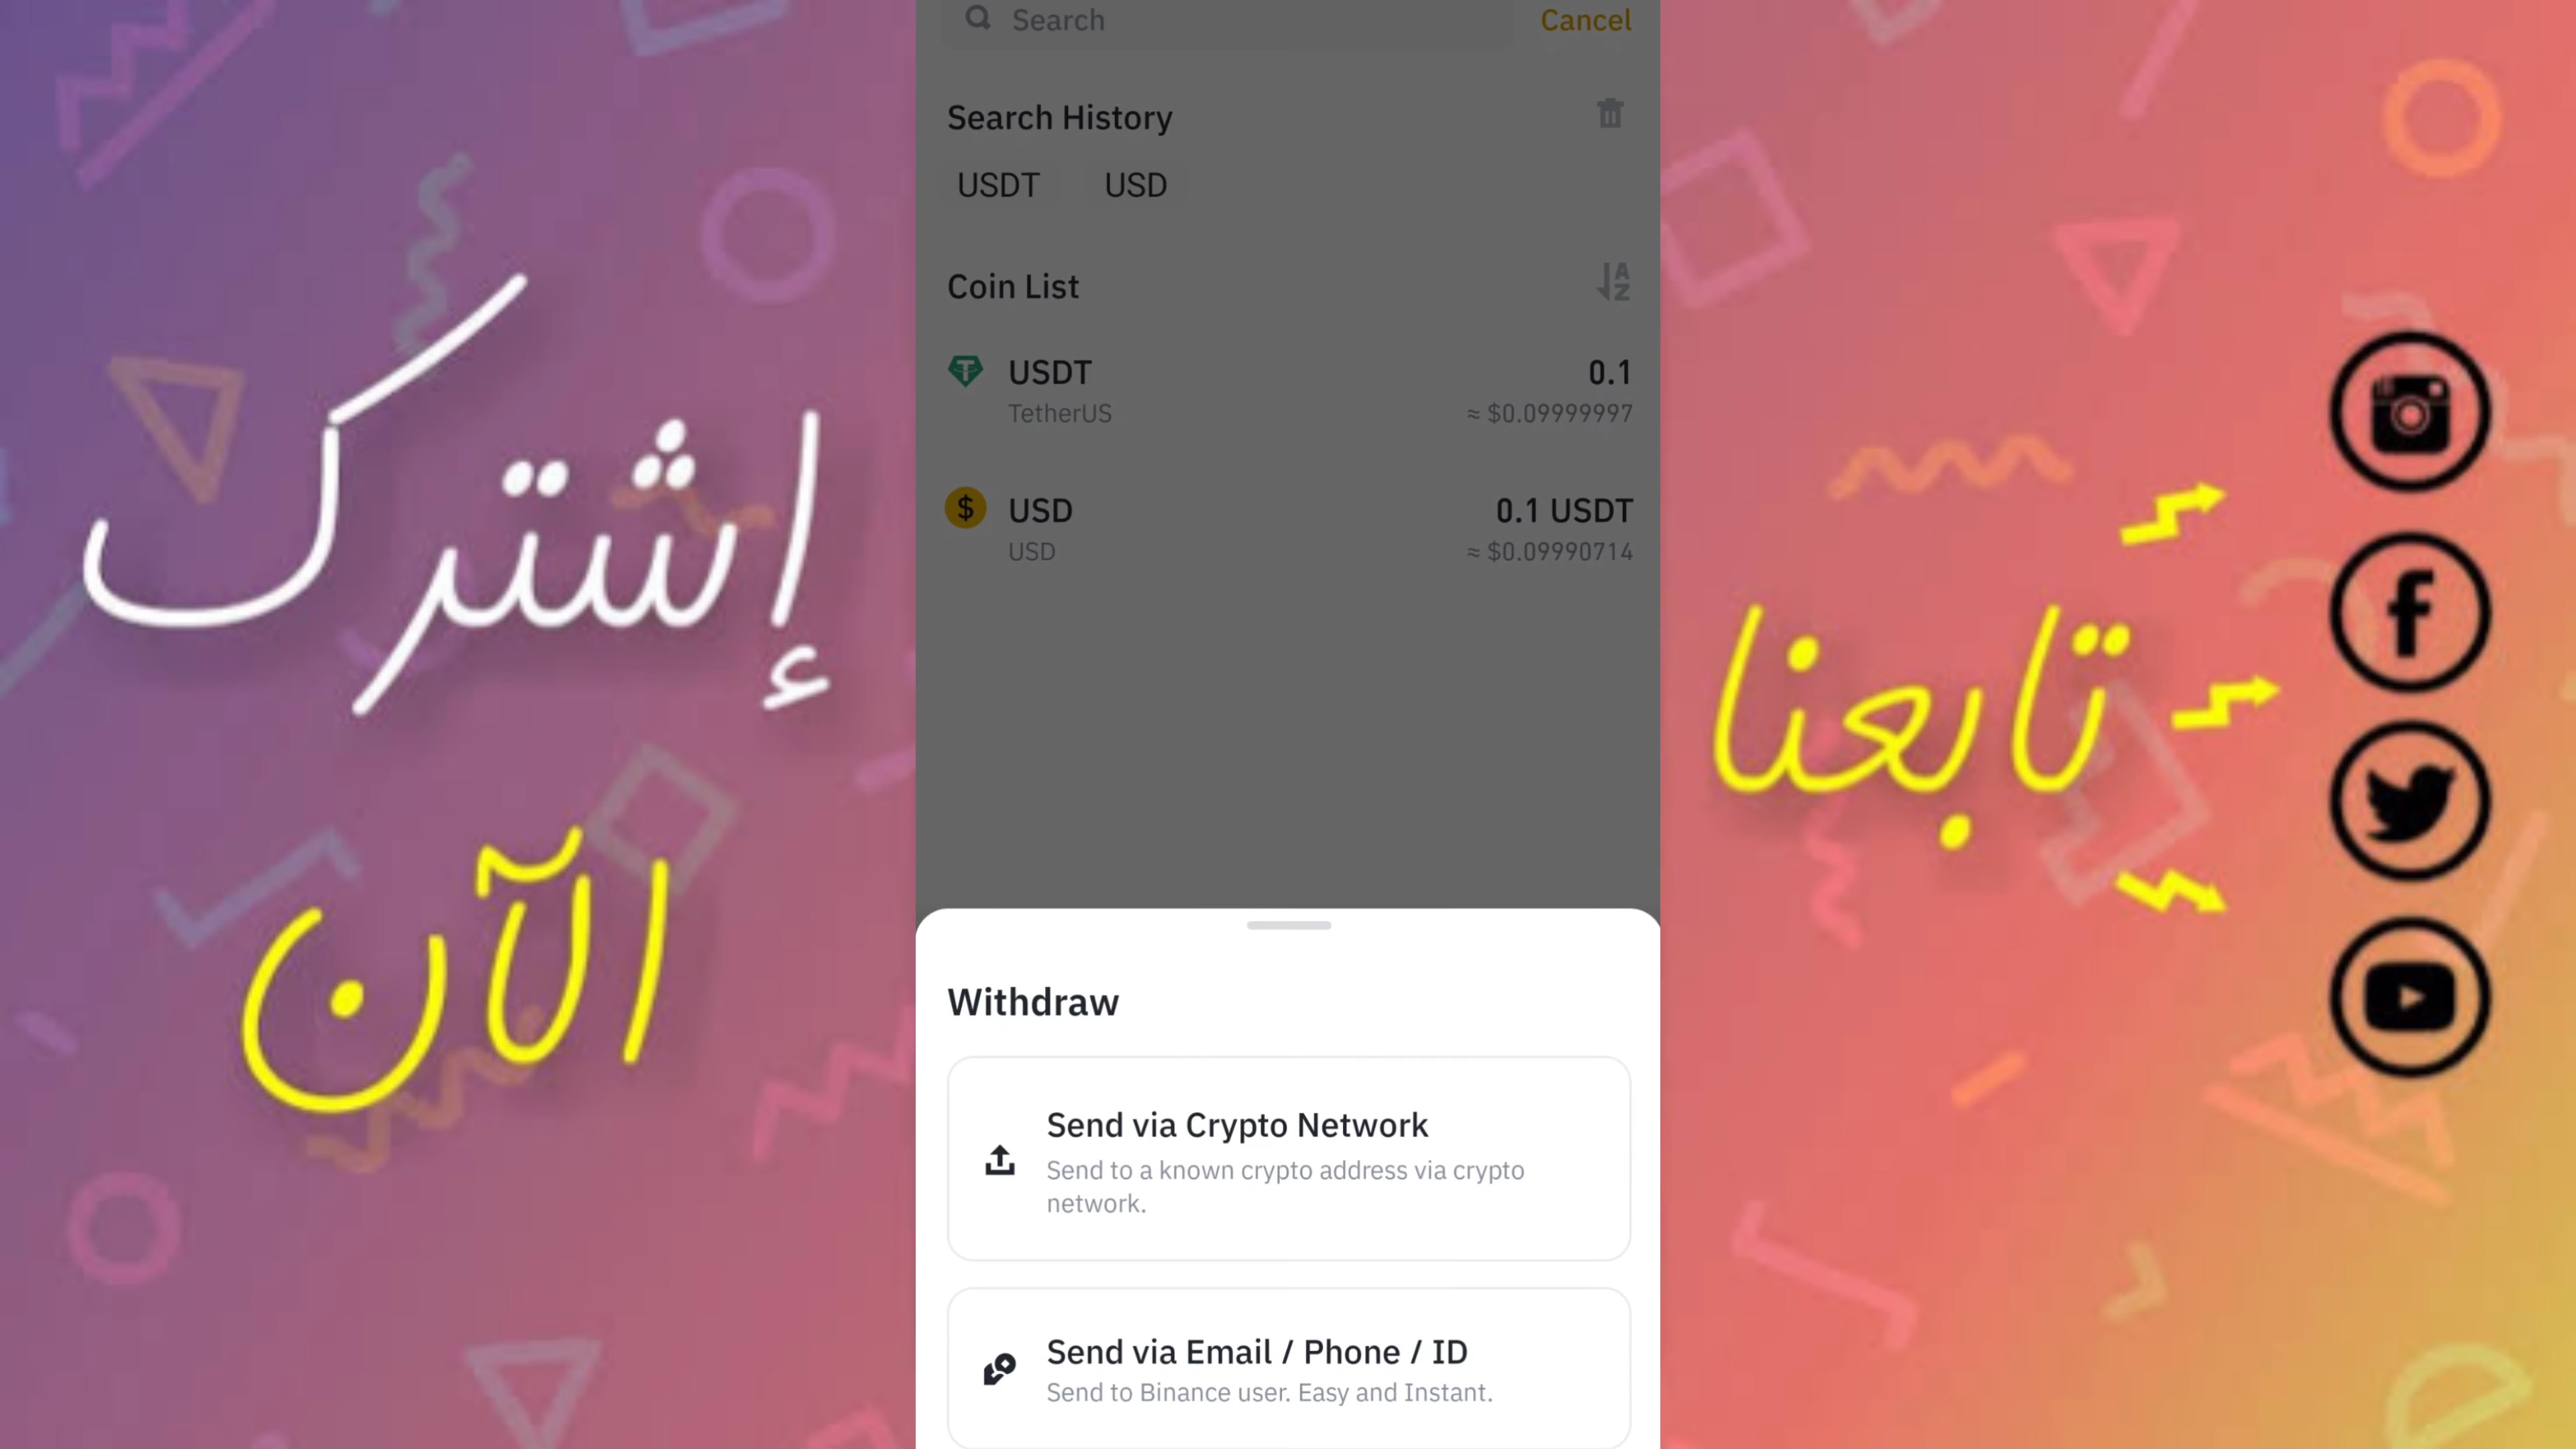 إشترك
الآن
Search
Cancel
Search History
USDT
USD
Coin List
USDT
0.1
TetherUS
≈ $0.09999997
USD
0.1 USDT
USD
≈ $0.09990714
Withdraw
Send via Crypto Network
Send to a known crypto address via crypto
network.
Send via Email / Phone / ID
Send to Binance user. Easy and Instant.
تابعنا